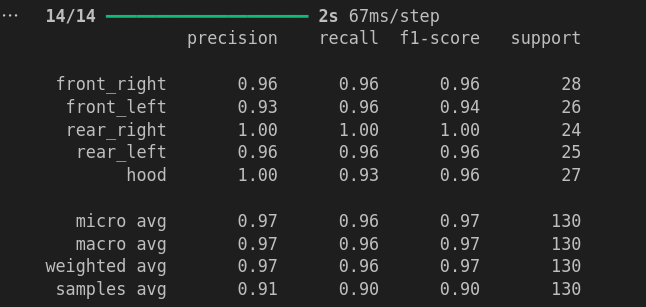 ... 14/14 ━━━━━━━━━━━━━━━━━━━━ 2s 67ms/step
precision recall f1-score support
front_right 0.96 0.96 0.96 28
front_left 0.93 0.96 0.94 26
rear_right 1.00 1.00 1.00 24
rear_left 0.96 0.96 0.96 25
hood 1.00 0.93 0.96 27
micro avg 0.97 0.96 0.97 130
macro avg 0.97 0.96 0.97 130
weighted avg 0.97 0.96 0.97 130
samples avg 0.91 0.90 0.90 130